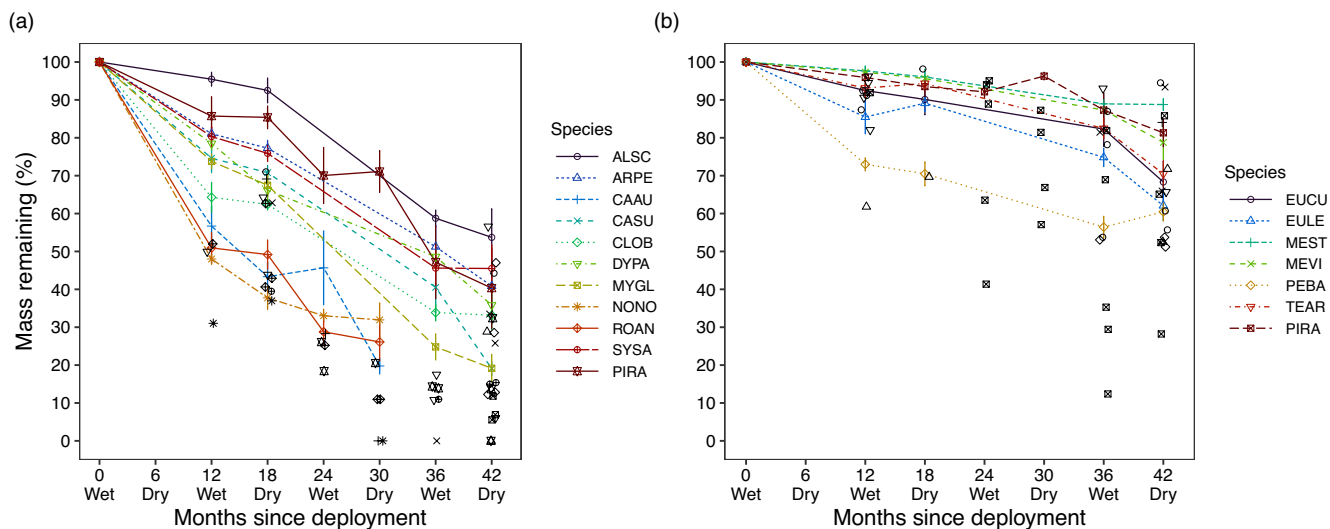 (a)
Mass remaining (%)
100
90
80
70
60
50
40
30
20
10
0
0 6 12 18 24 30 36 42
Wet Dry Wet Dry Wet Dry Wet Dry
Months since deployment
Species
ALSC
ARPE
CAAU
CASU
CLOB
DYPA
MYGL
NONO
ROAN
SYSA
PIRA
(b)
100
90
80
70
60
50
40
30
20
10
0
0 6 12 18 24 30 36 42
Wet Dry Wet Dry Wet Dry Wet Dry
Months since deployment
Species
EUCU
EULE
MEST
MEVI
PEBA
TEAR
PIRA